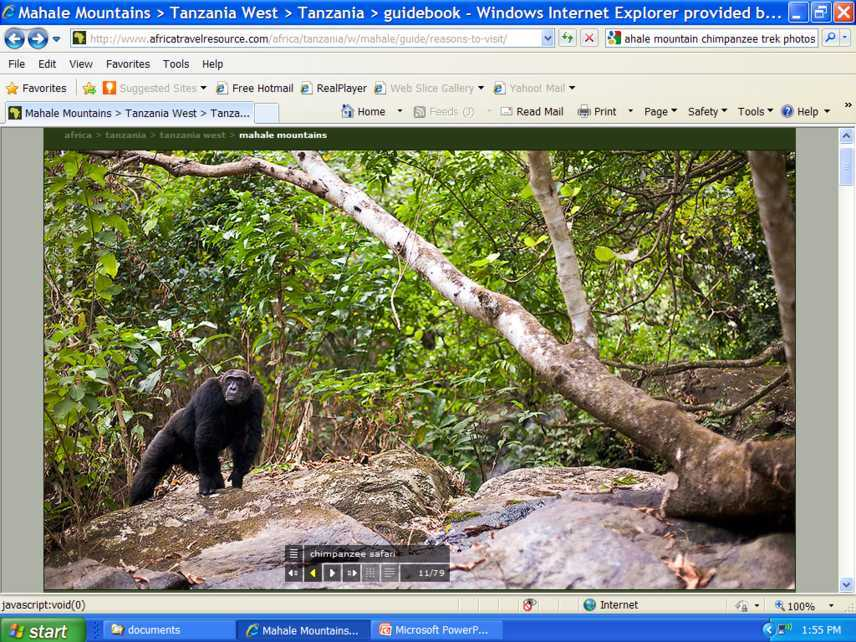 Mahale Mountains > Tanzania West > Tanzania > guidebook - Windows Internet Explorer provided b...
http://www.africatravelresource.com/africa/tanzania/w/mahale/guide/reasons-to-visit/
ahale mountain chimpanzee trek photos
File Edit View Favorites Tools Help
Favorites Suggested Sites Free Hotmail RealPlayer Web Slice Gallery Yahoo! Mail
Mahale Mountains > Tanzania West > Tanza... Home Feeds (J) Read Mail Print Page Safety Tools Help »
africa > tanzania > tanzania west > mahale mountains
chimpanzee safari
11/79
javascript:void(0) Internet 100%
start documents Mahale Mountains... Microsoft PowerP... 1:55 PM